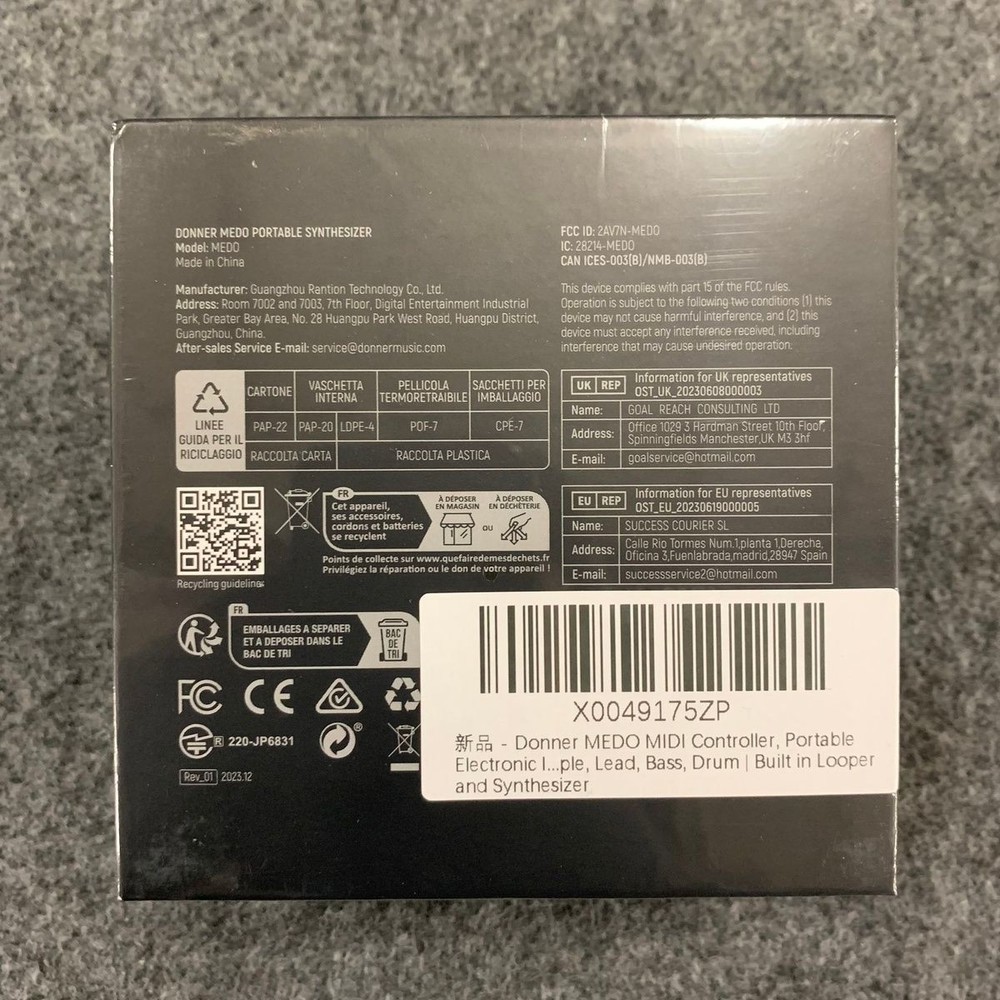 DONNER MEDO PORTABLE SYNTHESIZER
Model: MEDO
Made in China
Manufacturer: Guangzhou Rantion Technology Co., Ltd.
Address: Room 7002 and 7003, 7th Floor, Digital Entertainment Industrial
Park, Greater Bay Area, No. 28 Huangpu Park West Road, Huangpu District,
Guangzhou, China,
After-sales Service E-mail: service@donnermusic.com
FCC ID: 2AV7N-MEDO
IC: 28214-MEDO
CAN ICES-003(B)/NMB-003(B)
This device complies with part 15 of the FCC rules.
Operation is subject to the following two conditions (1) this
device may not cause harmful interference, and (2) this
device must accept any interference received, including
interference that may cause undesired operation.
LINEE
GUIDA PER IL
RICICLAGGIO
CARTONE
VASCHETTA
INTERNA
PELLICOLA
TERMORETRAIBILE
SACCHETTI PER
IMBALLAGGIO
PAP-22
PAP-20
LDPE-4
POF-7
CPE-7
RACCOLTA CARTA
RACCOLTA PLASTICA
UK REP
Information for UK representatives
OST_UK_20230608000003
Name: GOAL REACH CONSULTING LTD
Address: Office 1029 3 Hardman Street 10th Floor,
Spinningfields Manchester,UK M3 3hf
E-mail: goalservice@hotmail.com
Recycling guidelines
FR
Cet appareil,
ses accessoires,
cordons et batteries
se recyclent
À DÉPOSER
EN MAGASIN
OU
À DÉPOSER
EN DÉCHÈTERIE
Points de collecte sur www.quefairedemesdechets.fr
Privilégiez la réparation ou le don de votre appareil !
EU REP
Information for EU representatives
OST_EU_20230619000005
Name: SUCCESS COURIER SL
Address: Calle Rio Tormes Num.1,planta 1,Derecha,
Oficina 3,Fuenlabrada,madrid,28947 Spain
E-mail: successservice2@hotmail.com
FR
EMBALLAGES A SEPARER
ET A DEPOSER DANS LE
BAC DE TRI
BAC
DE
TRI
FC
CE
R 220-JP6831
Rev_01 2023.12
X0049175ZP
新品 - Donner MEDO MIDI Controller, Portable
Electronic I...ple, Lead, Bass, Drum | Built in Looper
and Synthesizer